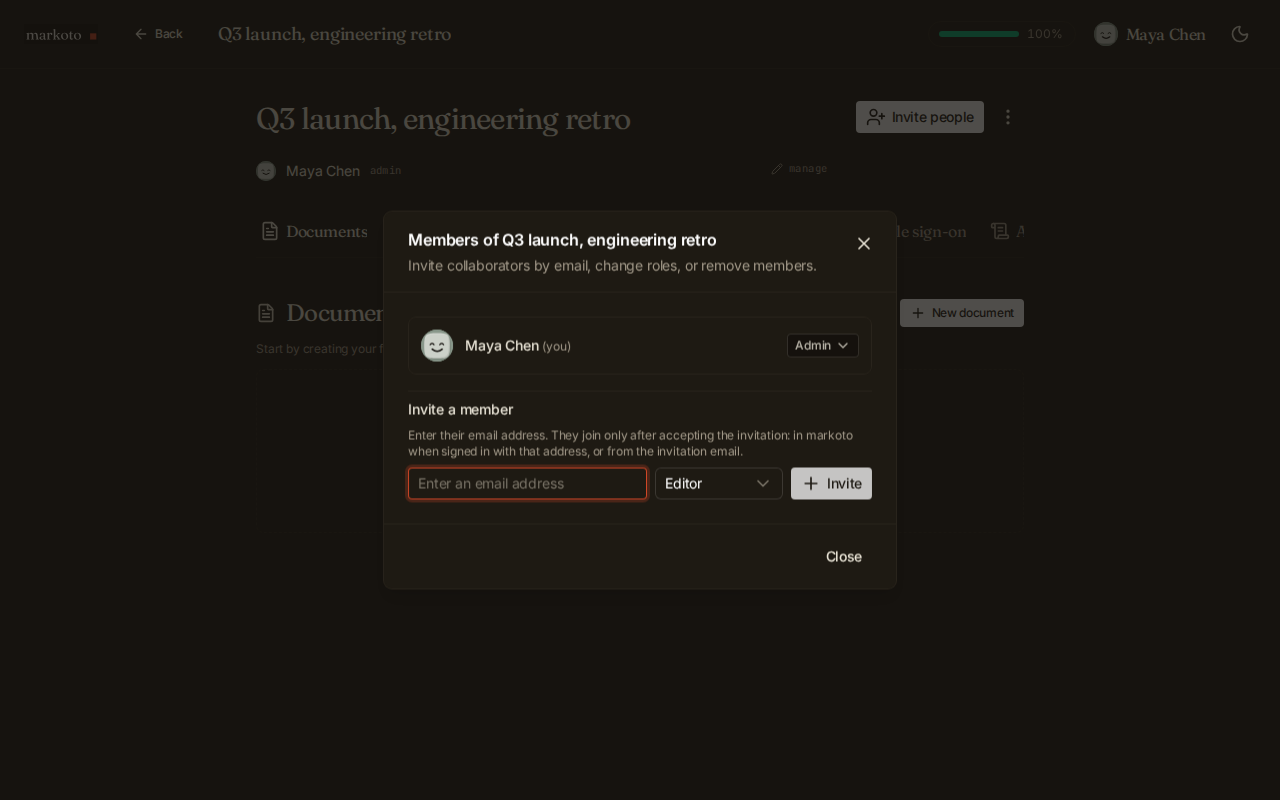 markoto
Back
Q3 launch, engineering retro
100%
Maya Chen
Q3 launch, engineering retro
Invite people
Maya Chen admin
manage
Documents
le sign-on
A
Members of Q3 launch, engineering retro
Invite collaborators by email, change roles, or remove members.
Documen
New document
Start by creating your f
Maya Chen (you)
Admin
Invite a member
Enter their email address. They join only after accepting the invitation: in markoto
when signed in with that address, or from the invitation email.
Enter an email address
Editor
Invite
Close